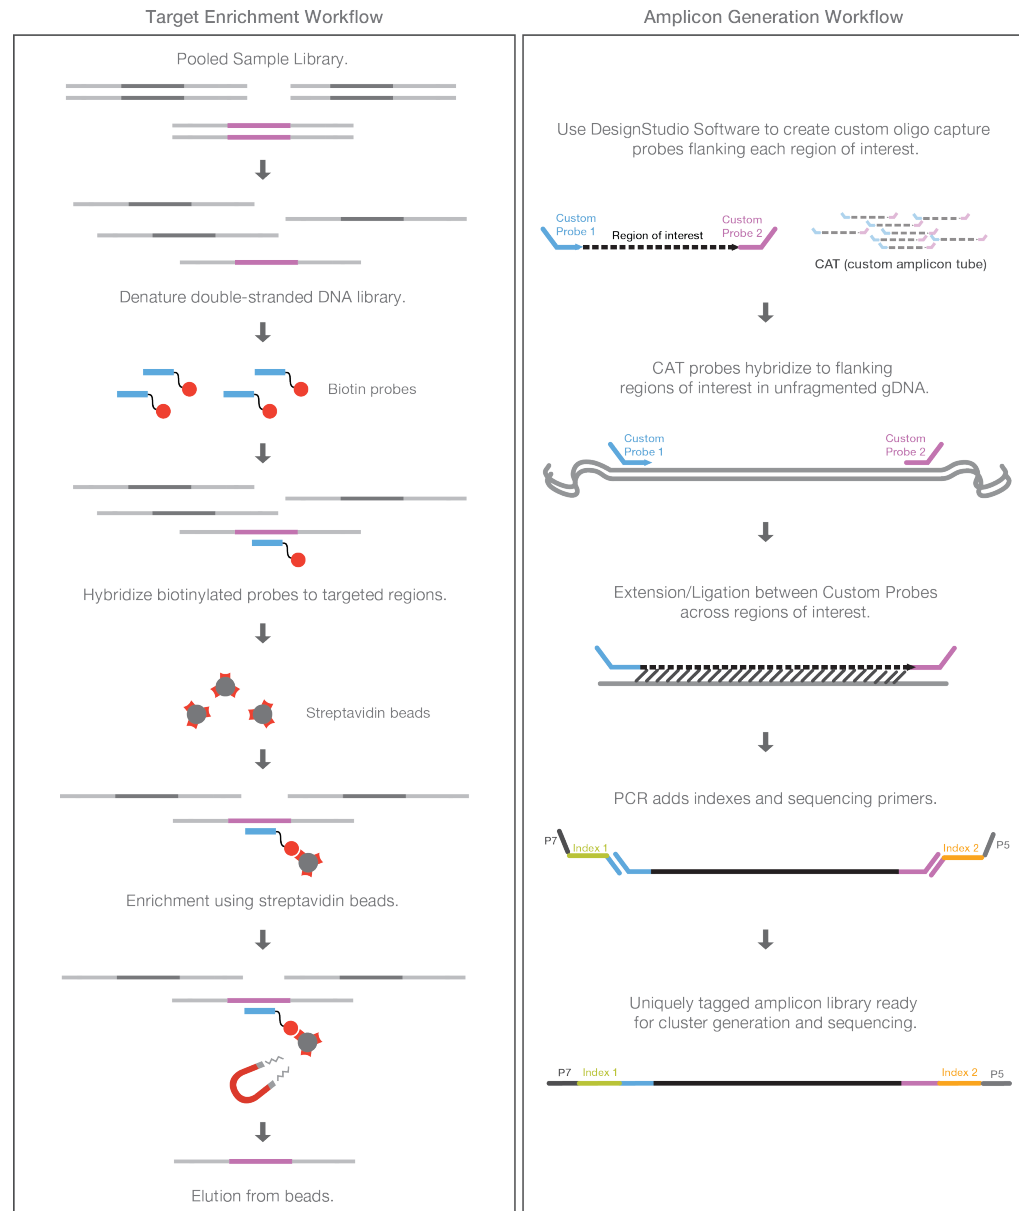 Target Enrichment Workflow
Pooled Sample Library.
Denature double-stranded DNA library.
Biotin probes
Hybridize biotinylated probes to targeted regions.
Streptavidin beads
Enrichment using streptavidin beads.
Elution from beads.
Amplicon Generation Workflow
Use DesignStudio Software to create custom oligo capture
probes flanking each region of interest.
Custom
Probe 1
Region of interest
Custom
Probe 2
CAT (custom amplicon tube)
CAT probes hybridize to flanking
regions of interest in unfragmented gDNA.
Custom
Probe 1
Custom
Probe 2
Extension/Ligation between Custom Probes
across regions of interest.
PCR adds indexes and sequencing primers.
P7
Index 1
Index 2
P5
Uniquely tagged amplicon library ready
for cluster generation and sequencing.
P7
Index 1
Index 2
P5